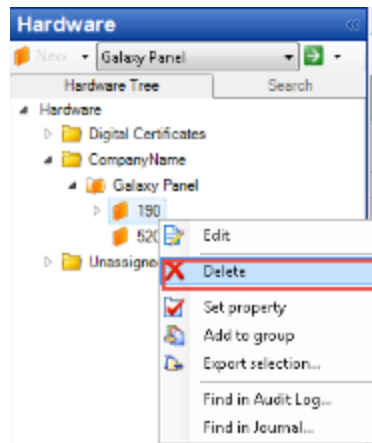 Hardware
New Galaxy Panel
Hardware Tree Search
Hardware
Digital Certificates
CompanyName
Galaxy Panel
190
520
Edit
Unassigne
Delete
Set property
Add to group
Export selection...
Find in Audit Log...
Find in Journal...